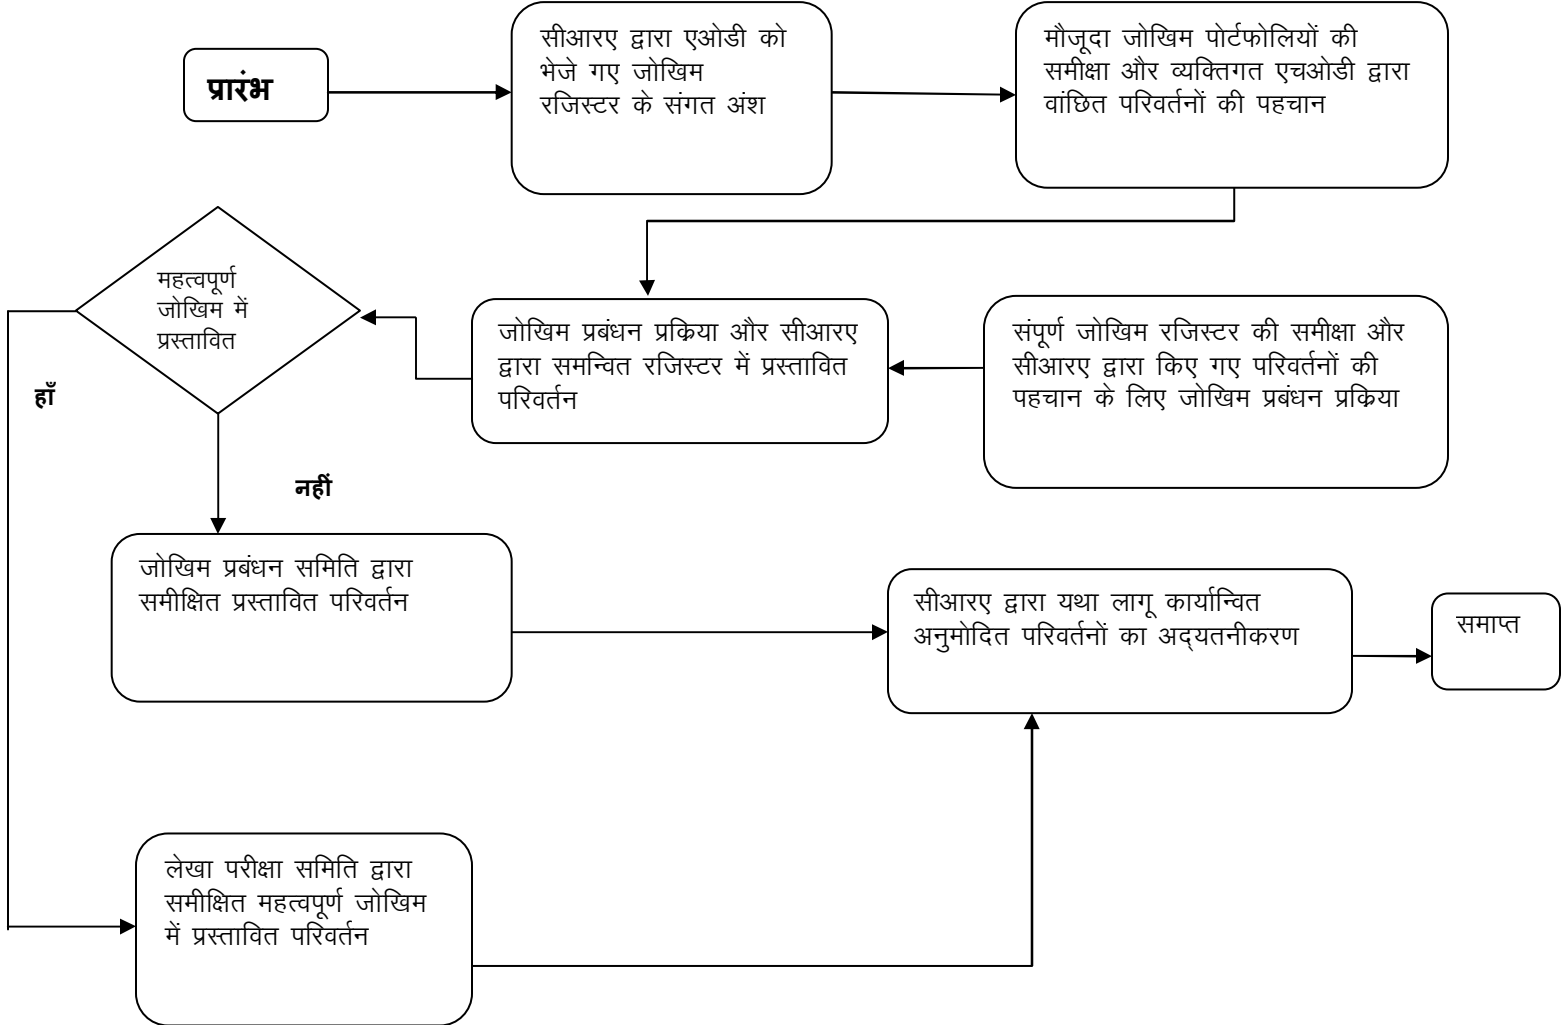 प्रारंभ
सीआरए द्वारा एओडी को
भेजे गए जोखिम
रजिस्टर के संगत अंश
मौजूदा जोखिम पोर्टफोलियों की
समीक्षा और व्यक्तिगत एचओडी द्वारा
वांछित परिवर्तनों की पहचान
महत्वपूर्ण
जोखिम में
प्रस्तावित
जोखिम प्रबंधन प्रक्रिया और सीआरए
द्वारा समन्वित रजिस्टर में प्रस्तावित
परिवर्तन
संपूर्ण जोखिम रजिस्टर की समीक्षा और
सीआरए द्वारा किए गए परिवर्तनों की
पहचान के लिए जोखिम प्रबंधन प्रक्रिया
हाँ
नहीं
जोखिम प्रबंधन समिति द्वारा
समीक्षित प्रस्तावित परिवर्तन
सीआरए द्वारा यथा लागू कार्यान्वित
अनुमोदित परिवर्तनों का अद्यतनीकरण
समाप्त
लेखा परीक्षा समिति द्वारा
समीक्षित महत्वपूर्ण जोखिम
में प्रस्तावित परिवर्तन